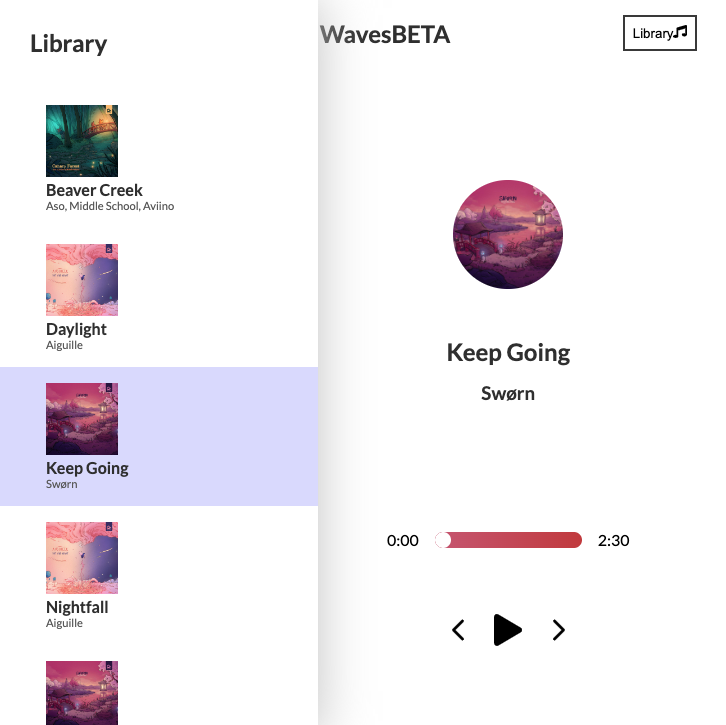 Library
WavesBETA
Library
Beaver Creek
Aso, Middle School, Aviino
Daylight
Aiguille
Keep Going
Swørn
Nightfall
Aiguille
Keep Going
Swørn
0:00
2:30